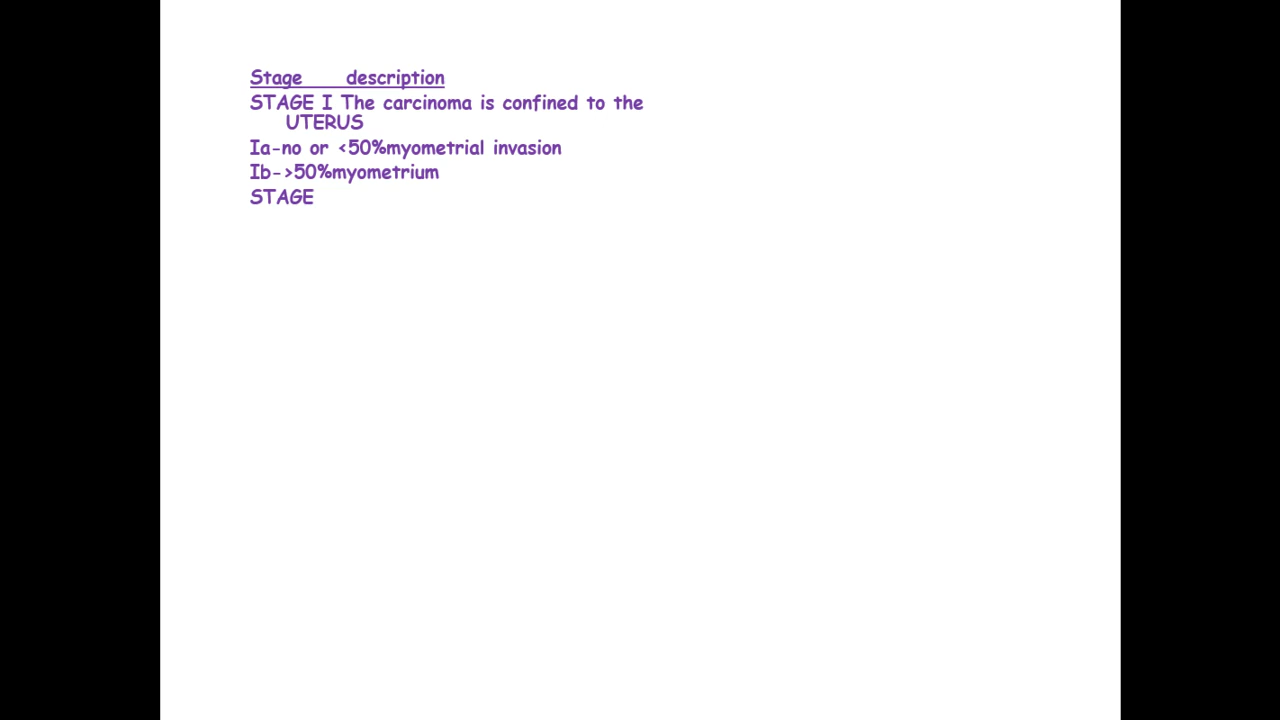 Stage description
STAGE I The carcinoma is confined to the
UTERUS
Ia-no or <50%myometrial invasion
Ib->50%myometrium
STAGE